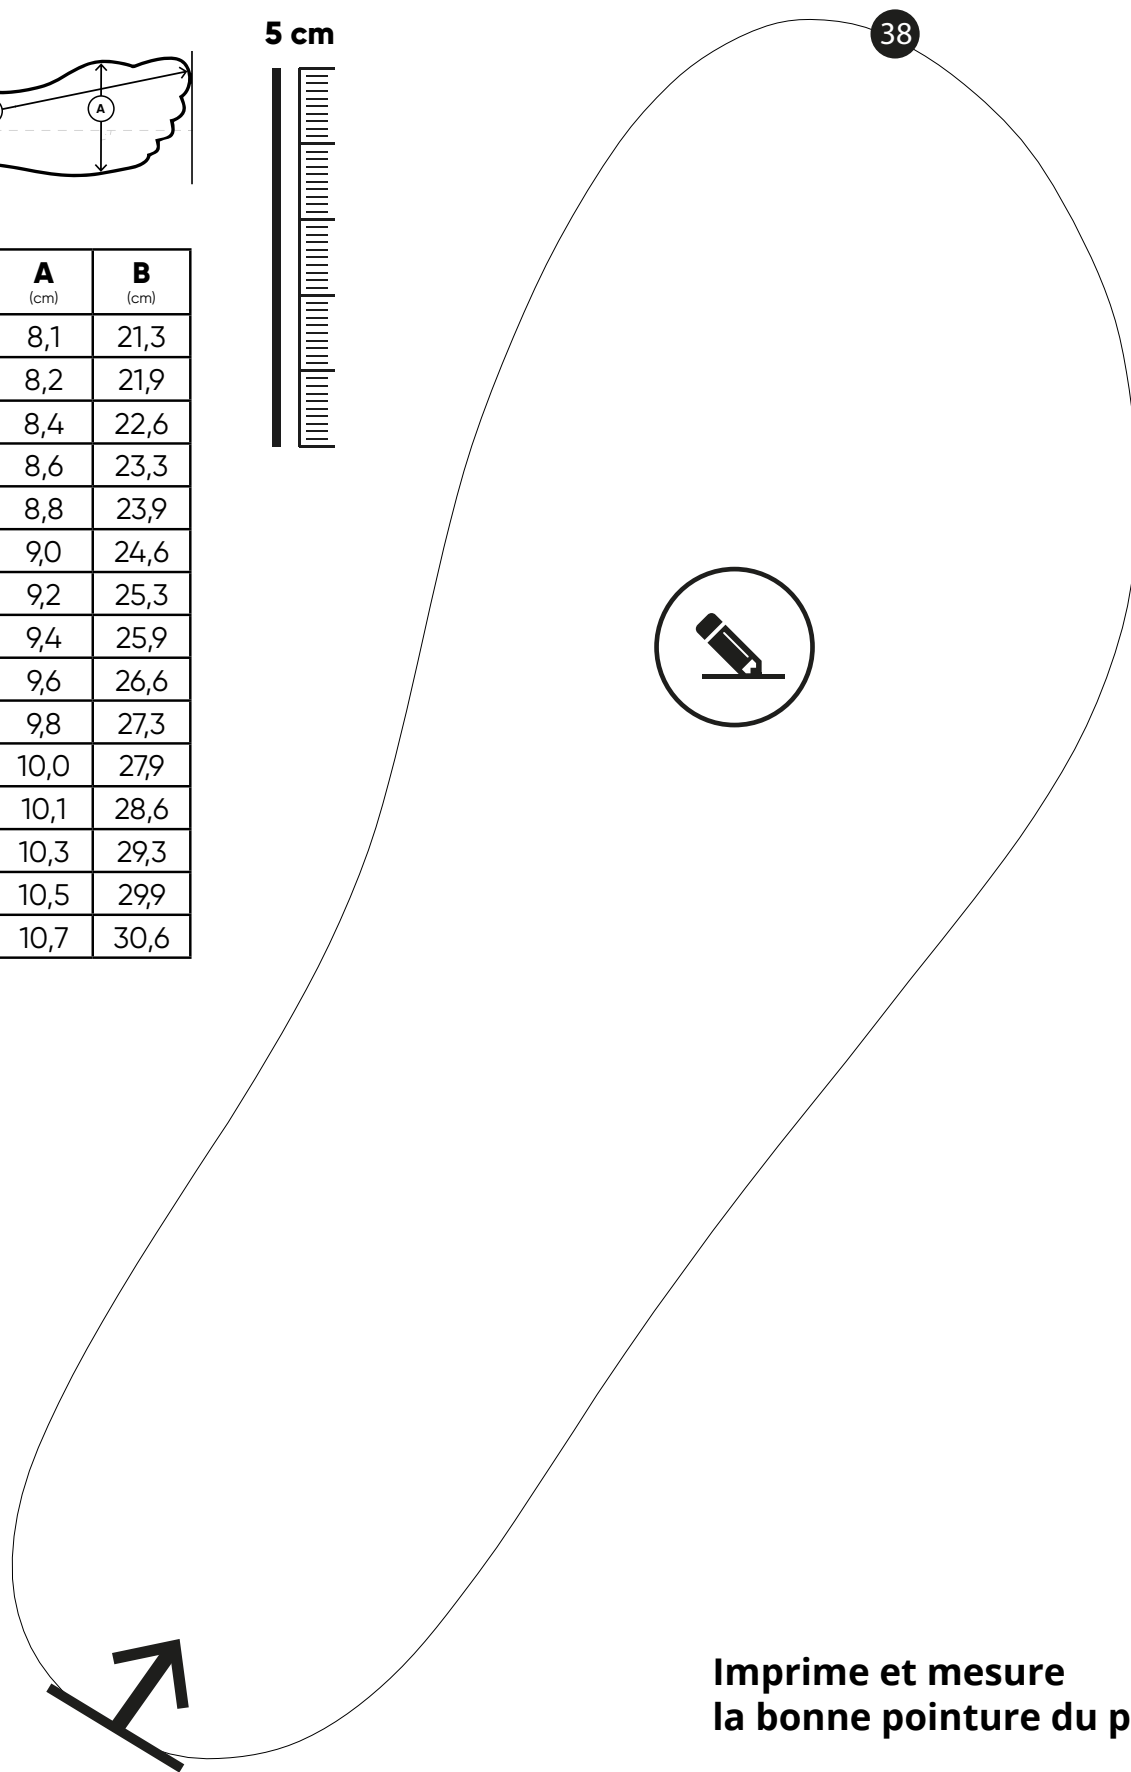 5 cm
38
A
A B
(cm) (cm)
8,1 21,3
8,2 21,9
8,4 22,6
8,6 23,3
8,8 23,9
9,0 24,6
9,2 25,3
9,4 25,9
9,6 26,6
9,8 27,3
10,0 27,9
10,1 28,6
10,3 29,3
10,5 29,9
10,7 30,6
Imprime et mesure
la bonne pointure du p